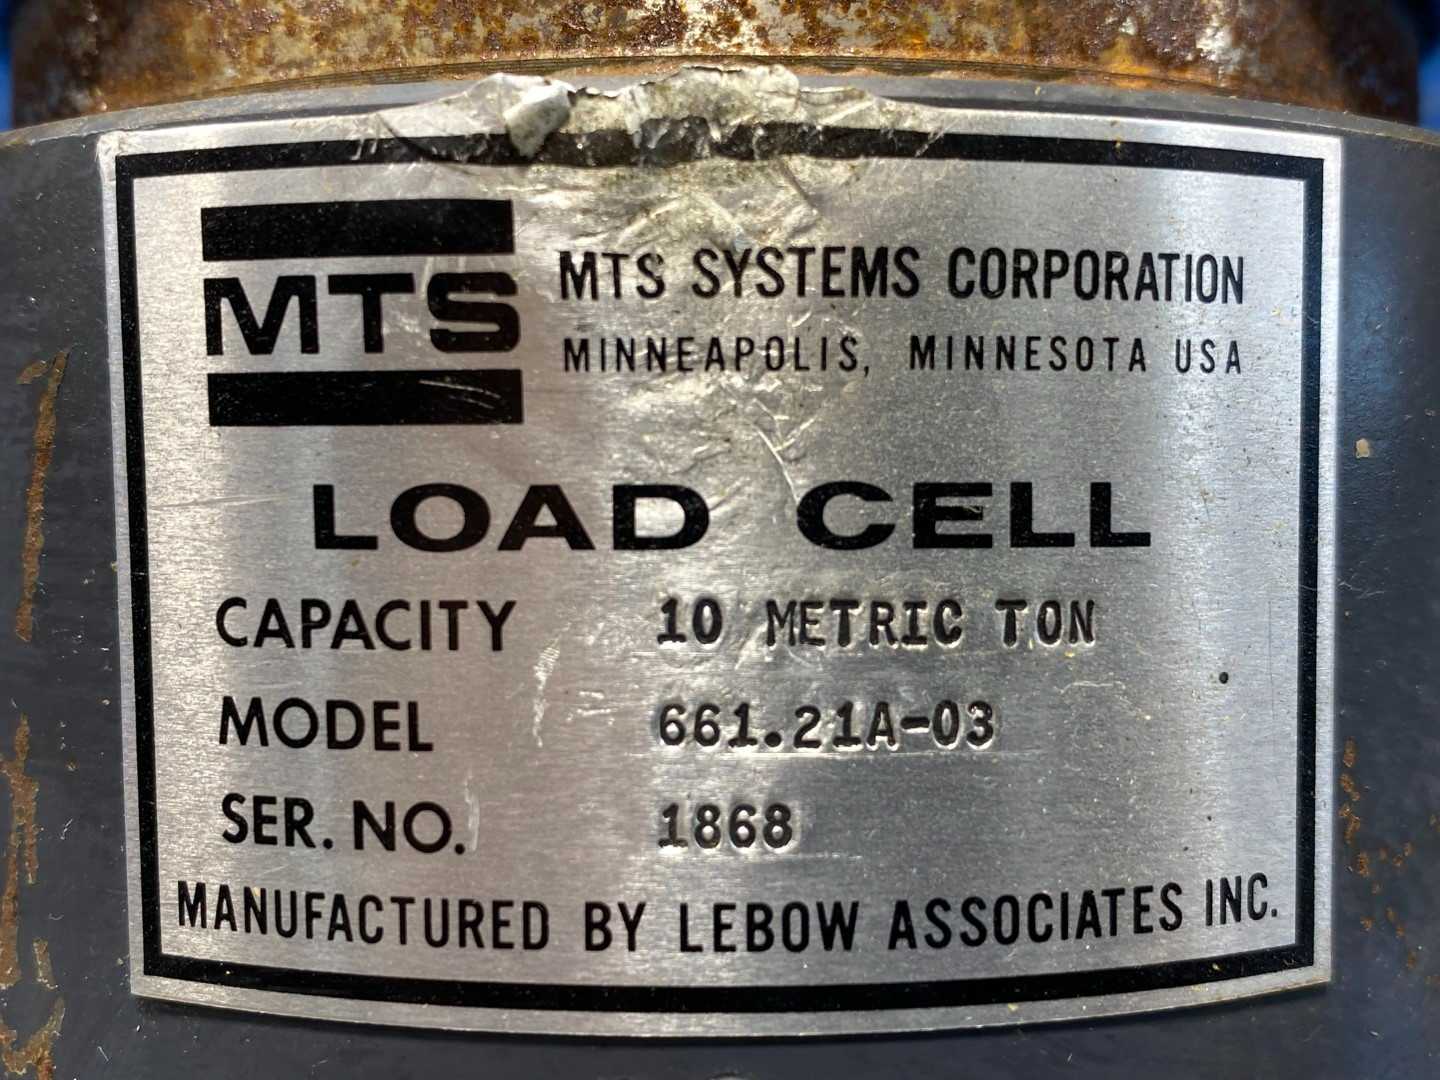 MTS
MTS SYSTEMS CORPORATION
MINNEAPOLIS, MINNESOTA USA
LOAD CELL
CAPACITY 10 METRIC TON
MODEL 661.21A-03
SER. NO. 1868
MANUFACTURED BY LEBOW ASSOCIATES INC.